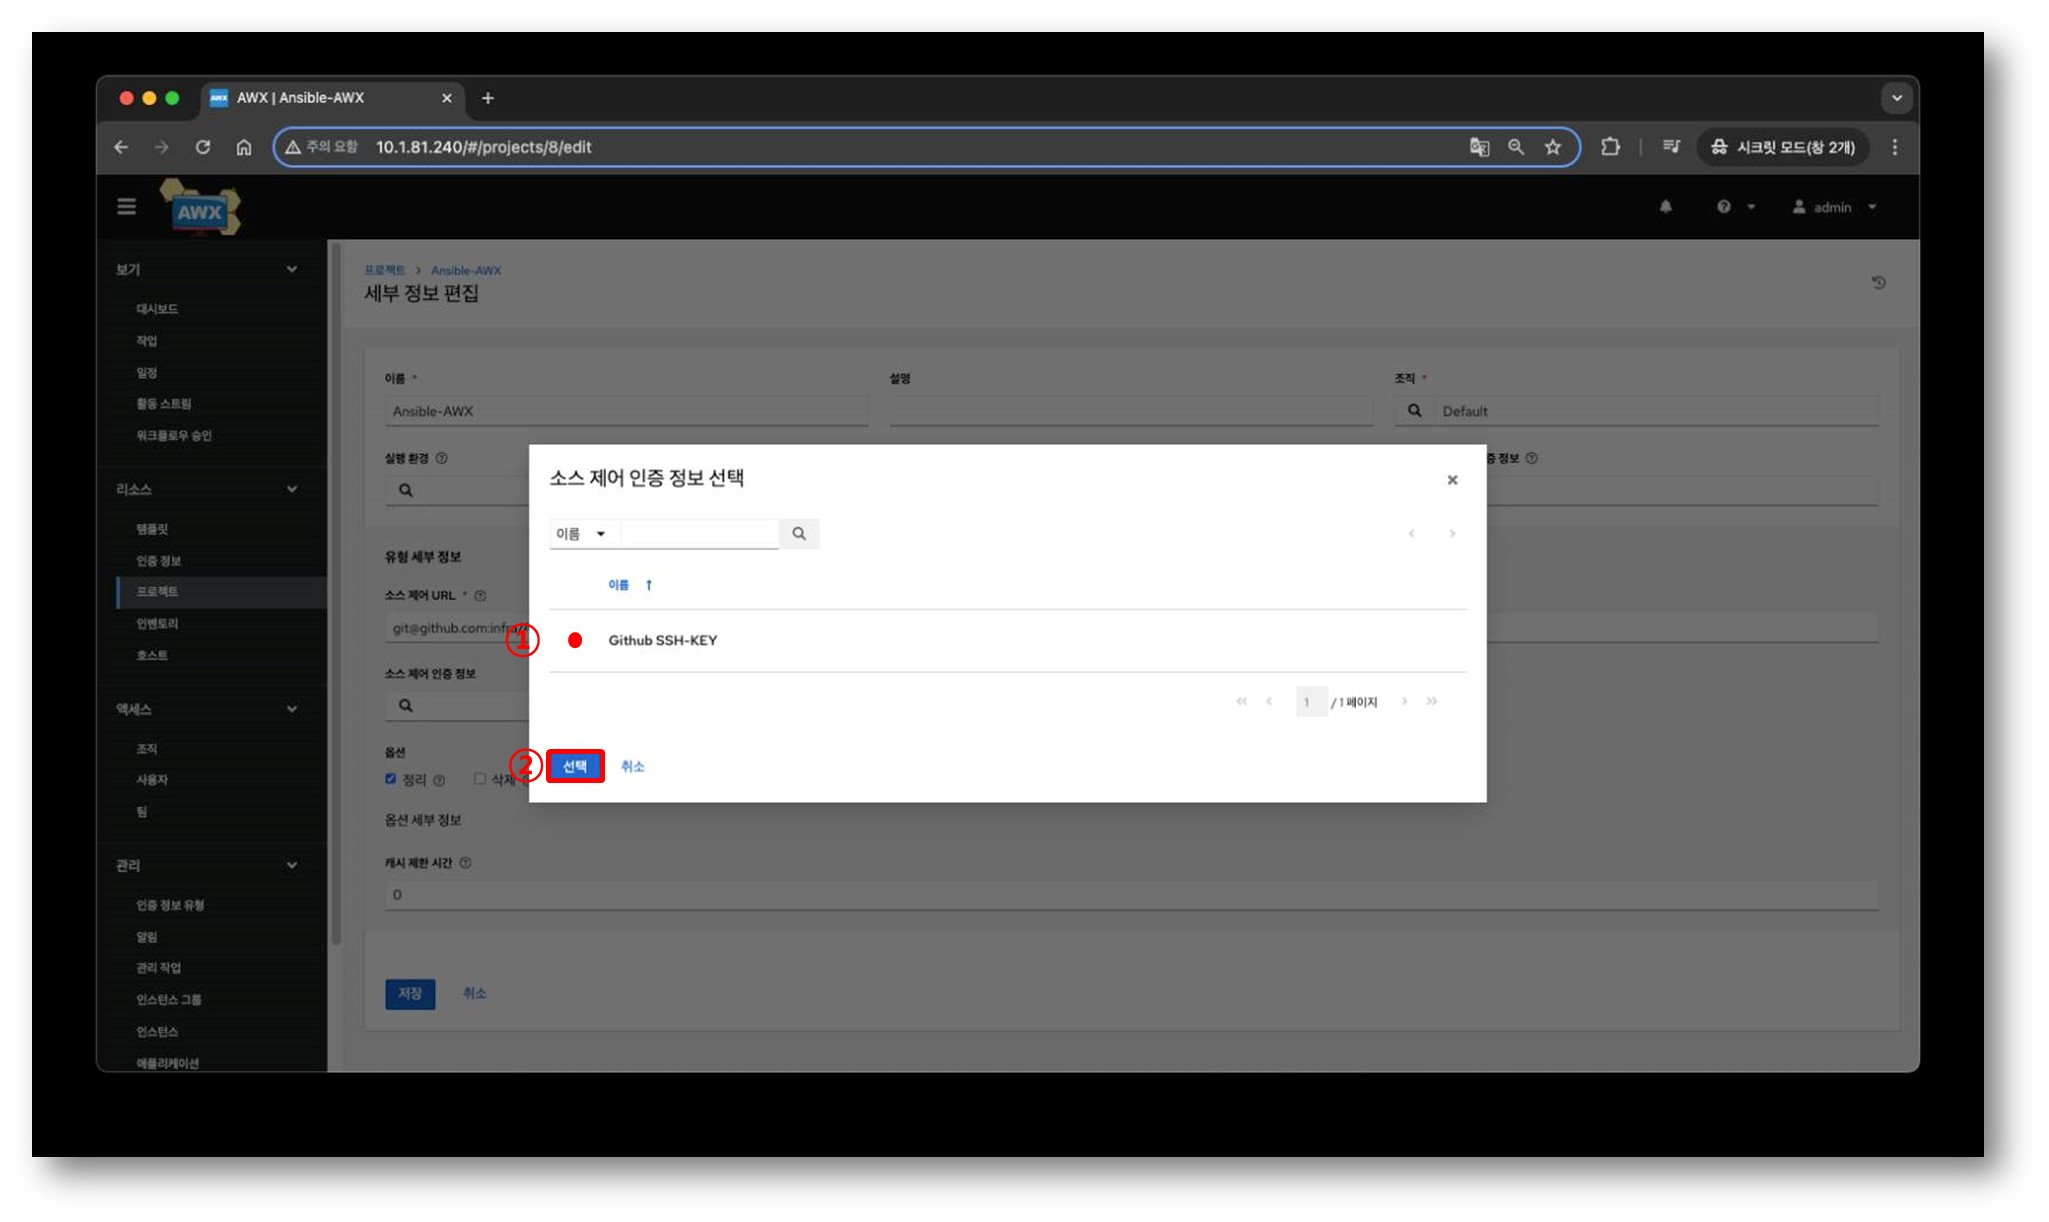 AWX | Ansible-AWX
주의 요함 10.1.81.240/#/projects/8/edit
시크릿 모드(창 2개)
AWX
admin
보기
대시보드
작업
일정
활동 스트림
워크플로우 승인
리소스
템플릿
인증 정보
프로젝트
인벤토리
호스트
액세스
조직
사용자
팀
관리
인증 정보 유형
알림
관리 작업
인스턴스 그룹
인스턴스
애플리케이션
프로젝트 > Ansible-AWX
세부 정보 편집
이름 *
설명
조직 *
Ansible-AWX
Default
실행 환경
증 정보
유형 세부 정보
소스 제어 URL *
git@github.com:infra/
소스 제어 인증 정보
옵션
정리
삭제
옵션 세부 정보
캐시 제한 시간
0
저장
취소
소스 제어 인증 정보 선택
이름
이름
① Github SSH-KEY
1 / 1 페이지
② 선택 취소